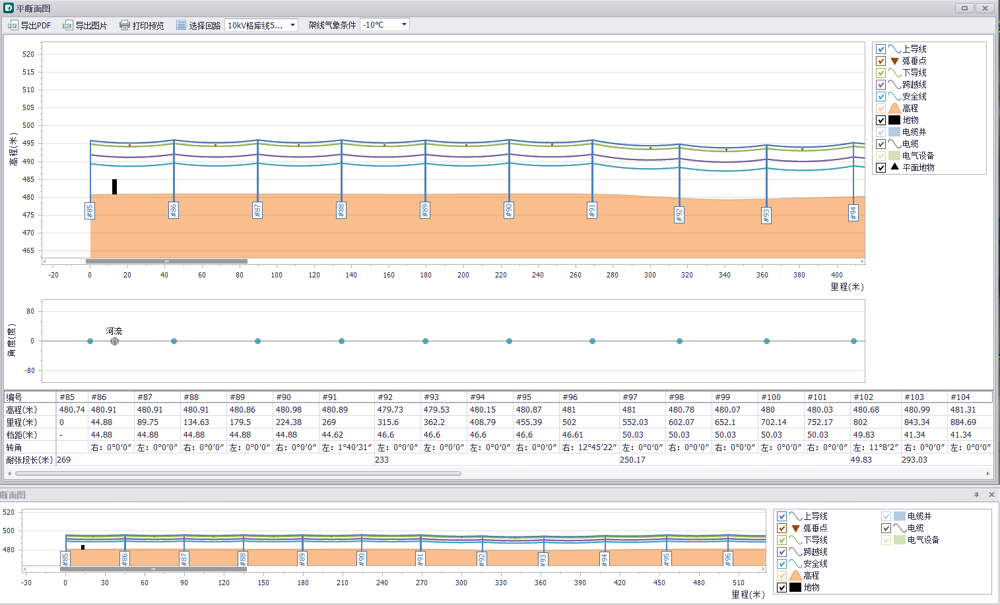 平断面图
导出PDF 导出图片 打印预览 选择回路 10kV格库线5... 架线气象条件 -10℃
高程(米)
520
515
510
505
500
495
490
485
480
475
470
465
#85 #86 #87 #88 #89 #90 #91 #92 #93 #94
-20 0 20 40 60 80 100 120 140 160 180 200 220 240 260 280 300 320 340 360 380 400
里程(米)
上导线
弧垂点
下导线
跨越线
安全线
高程
地物
电缆井
电缆
电气设备
平面地物
角度(度)
80
0
-80
河流
编号 #85 #86 #87 #88 #89 #90 #91 #92 #93 #94 #95 #96 #97 #98 #99 #100 #101 #102 #103 #104
高程(米) 480.74 480.91 480.91 480.91 480.86 480.98 480.89 479.73 479.53 480.15 480.87 481 481 480.78 480.07 480 480.03 480.68 480.99 481.31
里程(米) 0 44.88 89.75 134.63 179.5 224.38 269 315.6 362.2 408.79 455.39 502 552.03 602.07 652.1 702.14 752.17 802 843.34 884.69
档距(米) - 44.88 44.88 44.88 44.88 44.88 44.62 46.6 46.6 46.6 46.6 46.61 50.03 50.03 50.03 50.03 50.03 49.83 41.34 41.34
转角 右：0°0′0″ 左：0°0′0″ 右：0°0′0″ 左：0°0′0″ 右：0°0′0″ 左：1°40′31″ 右：0°0′0″ 左：0°0′0″ 左：0°0′0″ 右：0°0′0″ 右：12°45′22″ 左：0°0′0″ 右：0°0′0″ 右：0°0′0″ 左：0°0′0″ 右：0°0′0″ 左：11°8′2″ 右：0°0′0″ 左：0°0′0″
耐张段长(米) 269 233 250.17 49.83 293.03
断面图
520
500
480
#85 #86 #87 #88 #89 #90 #91 #92 #93 #94 #95 #96
-30 0 30 60 90 120 150 180 210 240 270 300 330 360 390 420 450 480 510
里程(米)
上导线
弧垂点
下导线
跨越线
安全线
高程
地物
电缆井
电缆
电气设备